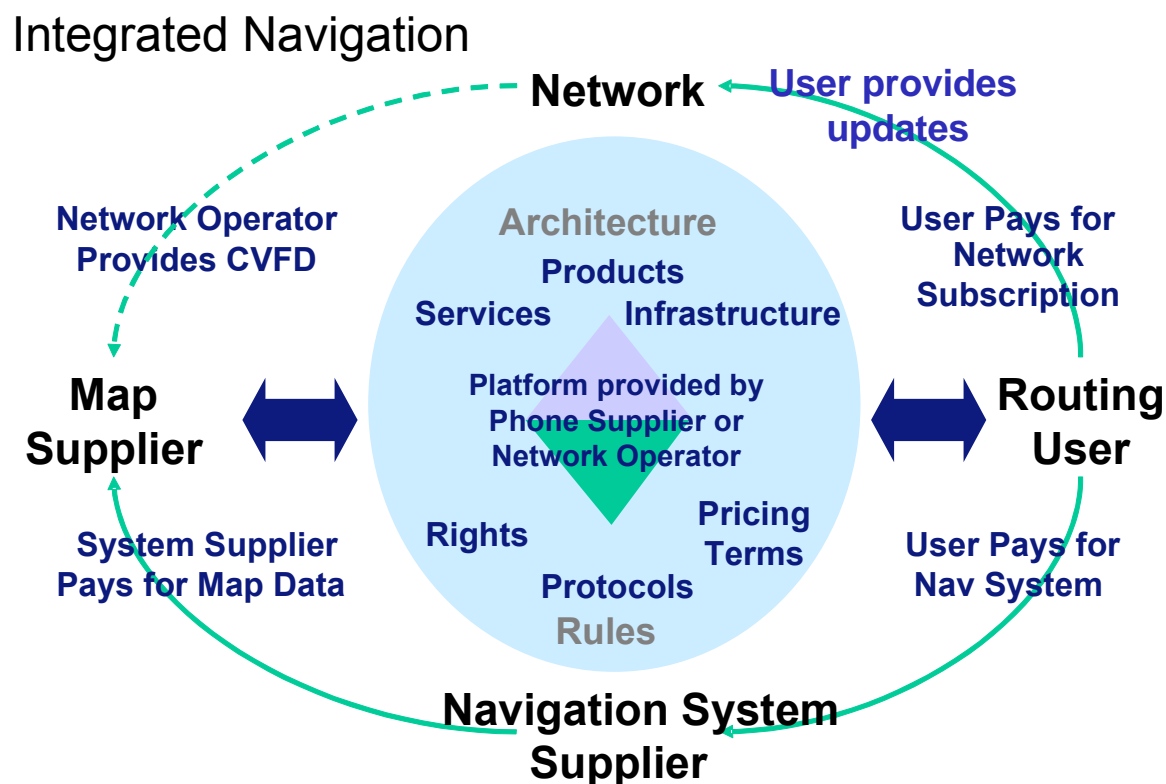 Integrated Navigation
Network
User provides
updates
Network Operator
Provides CVFD
Architecture
Products
Services
Infrastructure
User Pays for
Network
Subscription
Map
Supplier
Platform provided by
Phone Supplier or
Network Operator
Routing
User
System Supplier
Pays for Map Data
Rights
Pricing
Terms
Protocols
Rules
User Pays for
Nav System
Navigation System
Supplier